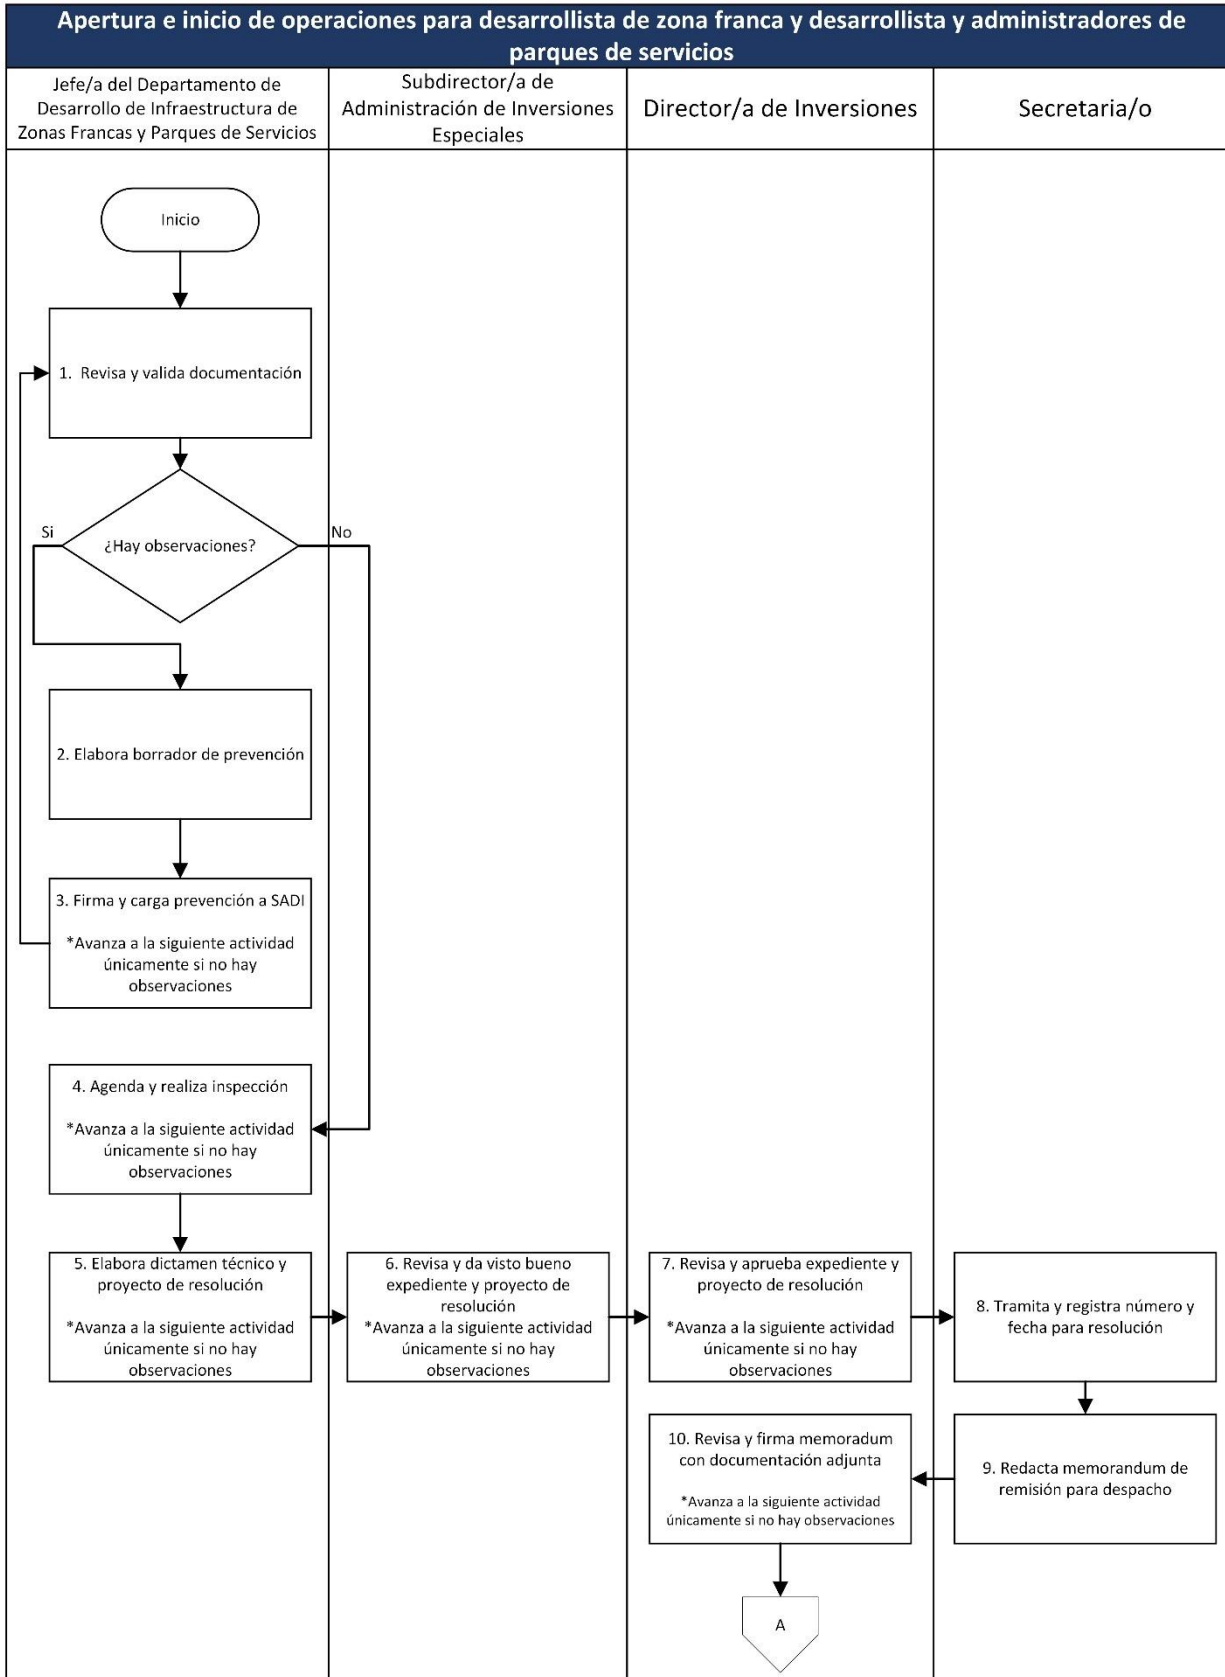 Apertura e inicio de operaciones para desarrollista de zona franca y desarrollista y administradores de
parques de servicios
Jefe/a del Departamento de
Desarrollo de Infraestructura de
Zonas Francas y Parques de Servicios
Subdirector/a de
Administración de Inversiones
Especiales
Director/a de Inversiones
Secretaria/o
Inicio
1. Revisa y valida documentación
Si
¿Hay observaciones?
No
2. Elabora borrador de prevención
3. Firma y carga prevención a SADI
*Avanza a la siguiente actividad
únicamente si no hay
observaciones
4. Agenda y realiza inspección
*Avanza a la siguiente actividad
únicamente si no hay
observaciones
5. Elabora dictamen técnico y
proyecto de resolución
*Avanza a la siguiente actividad
únicamente si no hay
observaciones
6. Revisa y da visto bueno
expediente y proyecto de
resolución
*Avanza a la siguiente actividad
únicamente si no hay
observaciones
7. Revisa y aprueba expediente y
proyecto de resolución
*Avanza a la siguiente actividad
únicamente si no hay
observaciones
8. Tramita y registra número y
fecha para resolución
9. Redacta memorandum de
remisión para despacho
10. Revisa y firma memoradum
con documentación adjunta
*Avanza a la siguiente actividad
únicamente si no hay observaciones
A